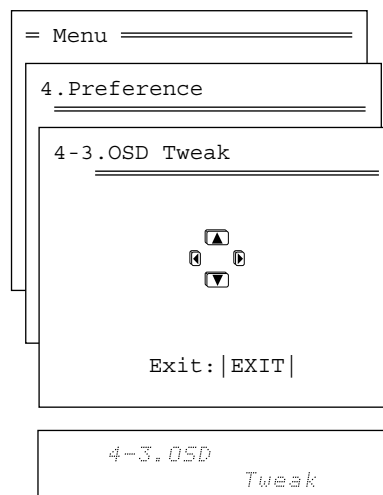 = Menu
4.Preference
4-3.OSD Tweak
Exit:|EXIT|
4-3.OSD
Tweak